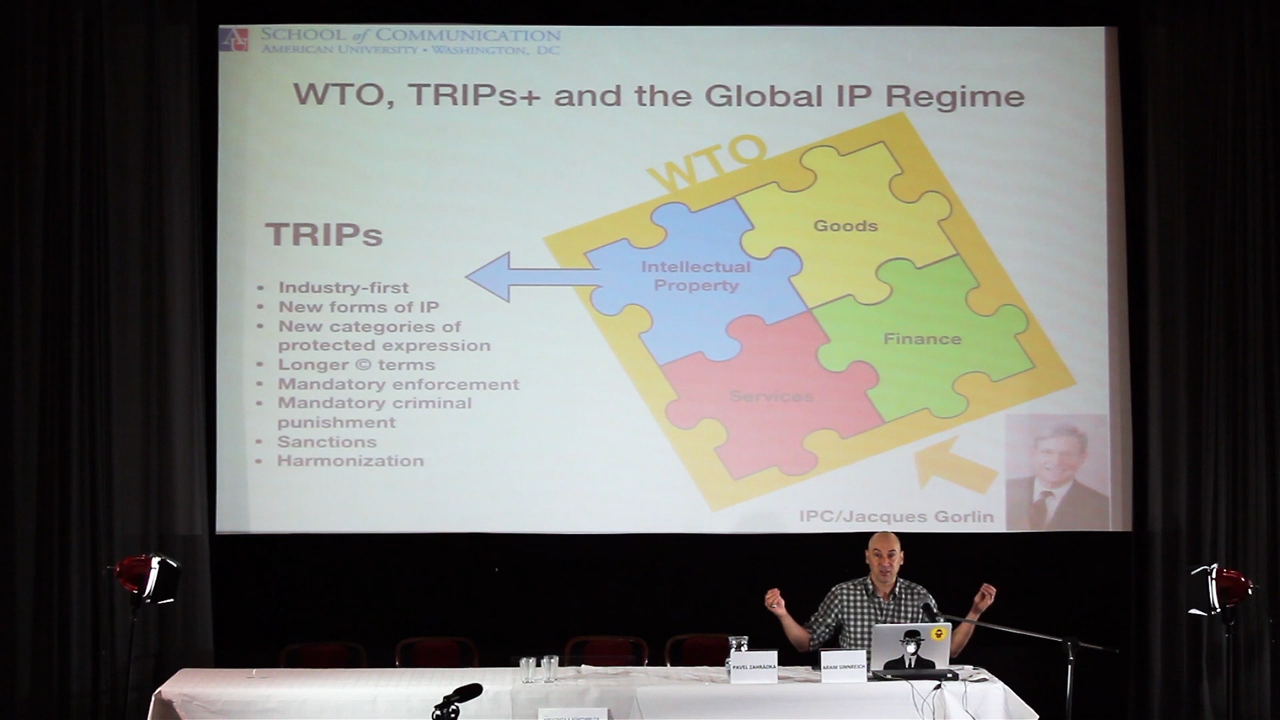 SCHOOL of COMMUNICATION
AMERICAN UNIVERSITY • WASHINGTON, DC
WTO, TRIPs+ and the Global IP Regime
WTO
TRIPs
• Industry-first
• New forms of IP
• New categories of
protected expression
• Longer © terms
• Mandatory enforcement
• Mandatory criminal
punishment
• Sanctions
• Harmonization
Goods
Intellectual
Property
Finance
Services
IPC/Jacques Gorlin
PAVEL ZAHRÁDKA
ARAM SINNREICH